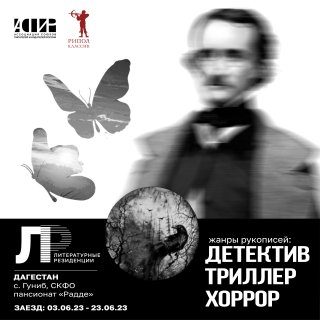 АСПИР
РИПОЛ
КЛАССИК
ЛР
ЛИТЕРАТУРНЫЕ
РЕЗИДЕНЦИИ
ДАГЕСТАН
с. Гуниб, СКФО
пансионат «Радде»
ЗАЕЗД: 03.06.23 - 23.06.23
жанры рукописей:
ДЕТЕКТИВ
ТРИЛЛЕР
ХОРРОР